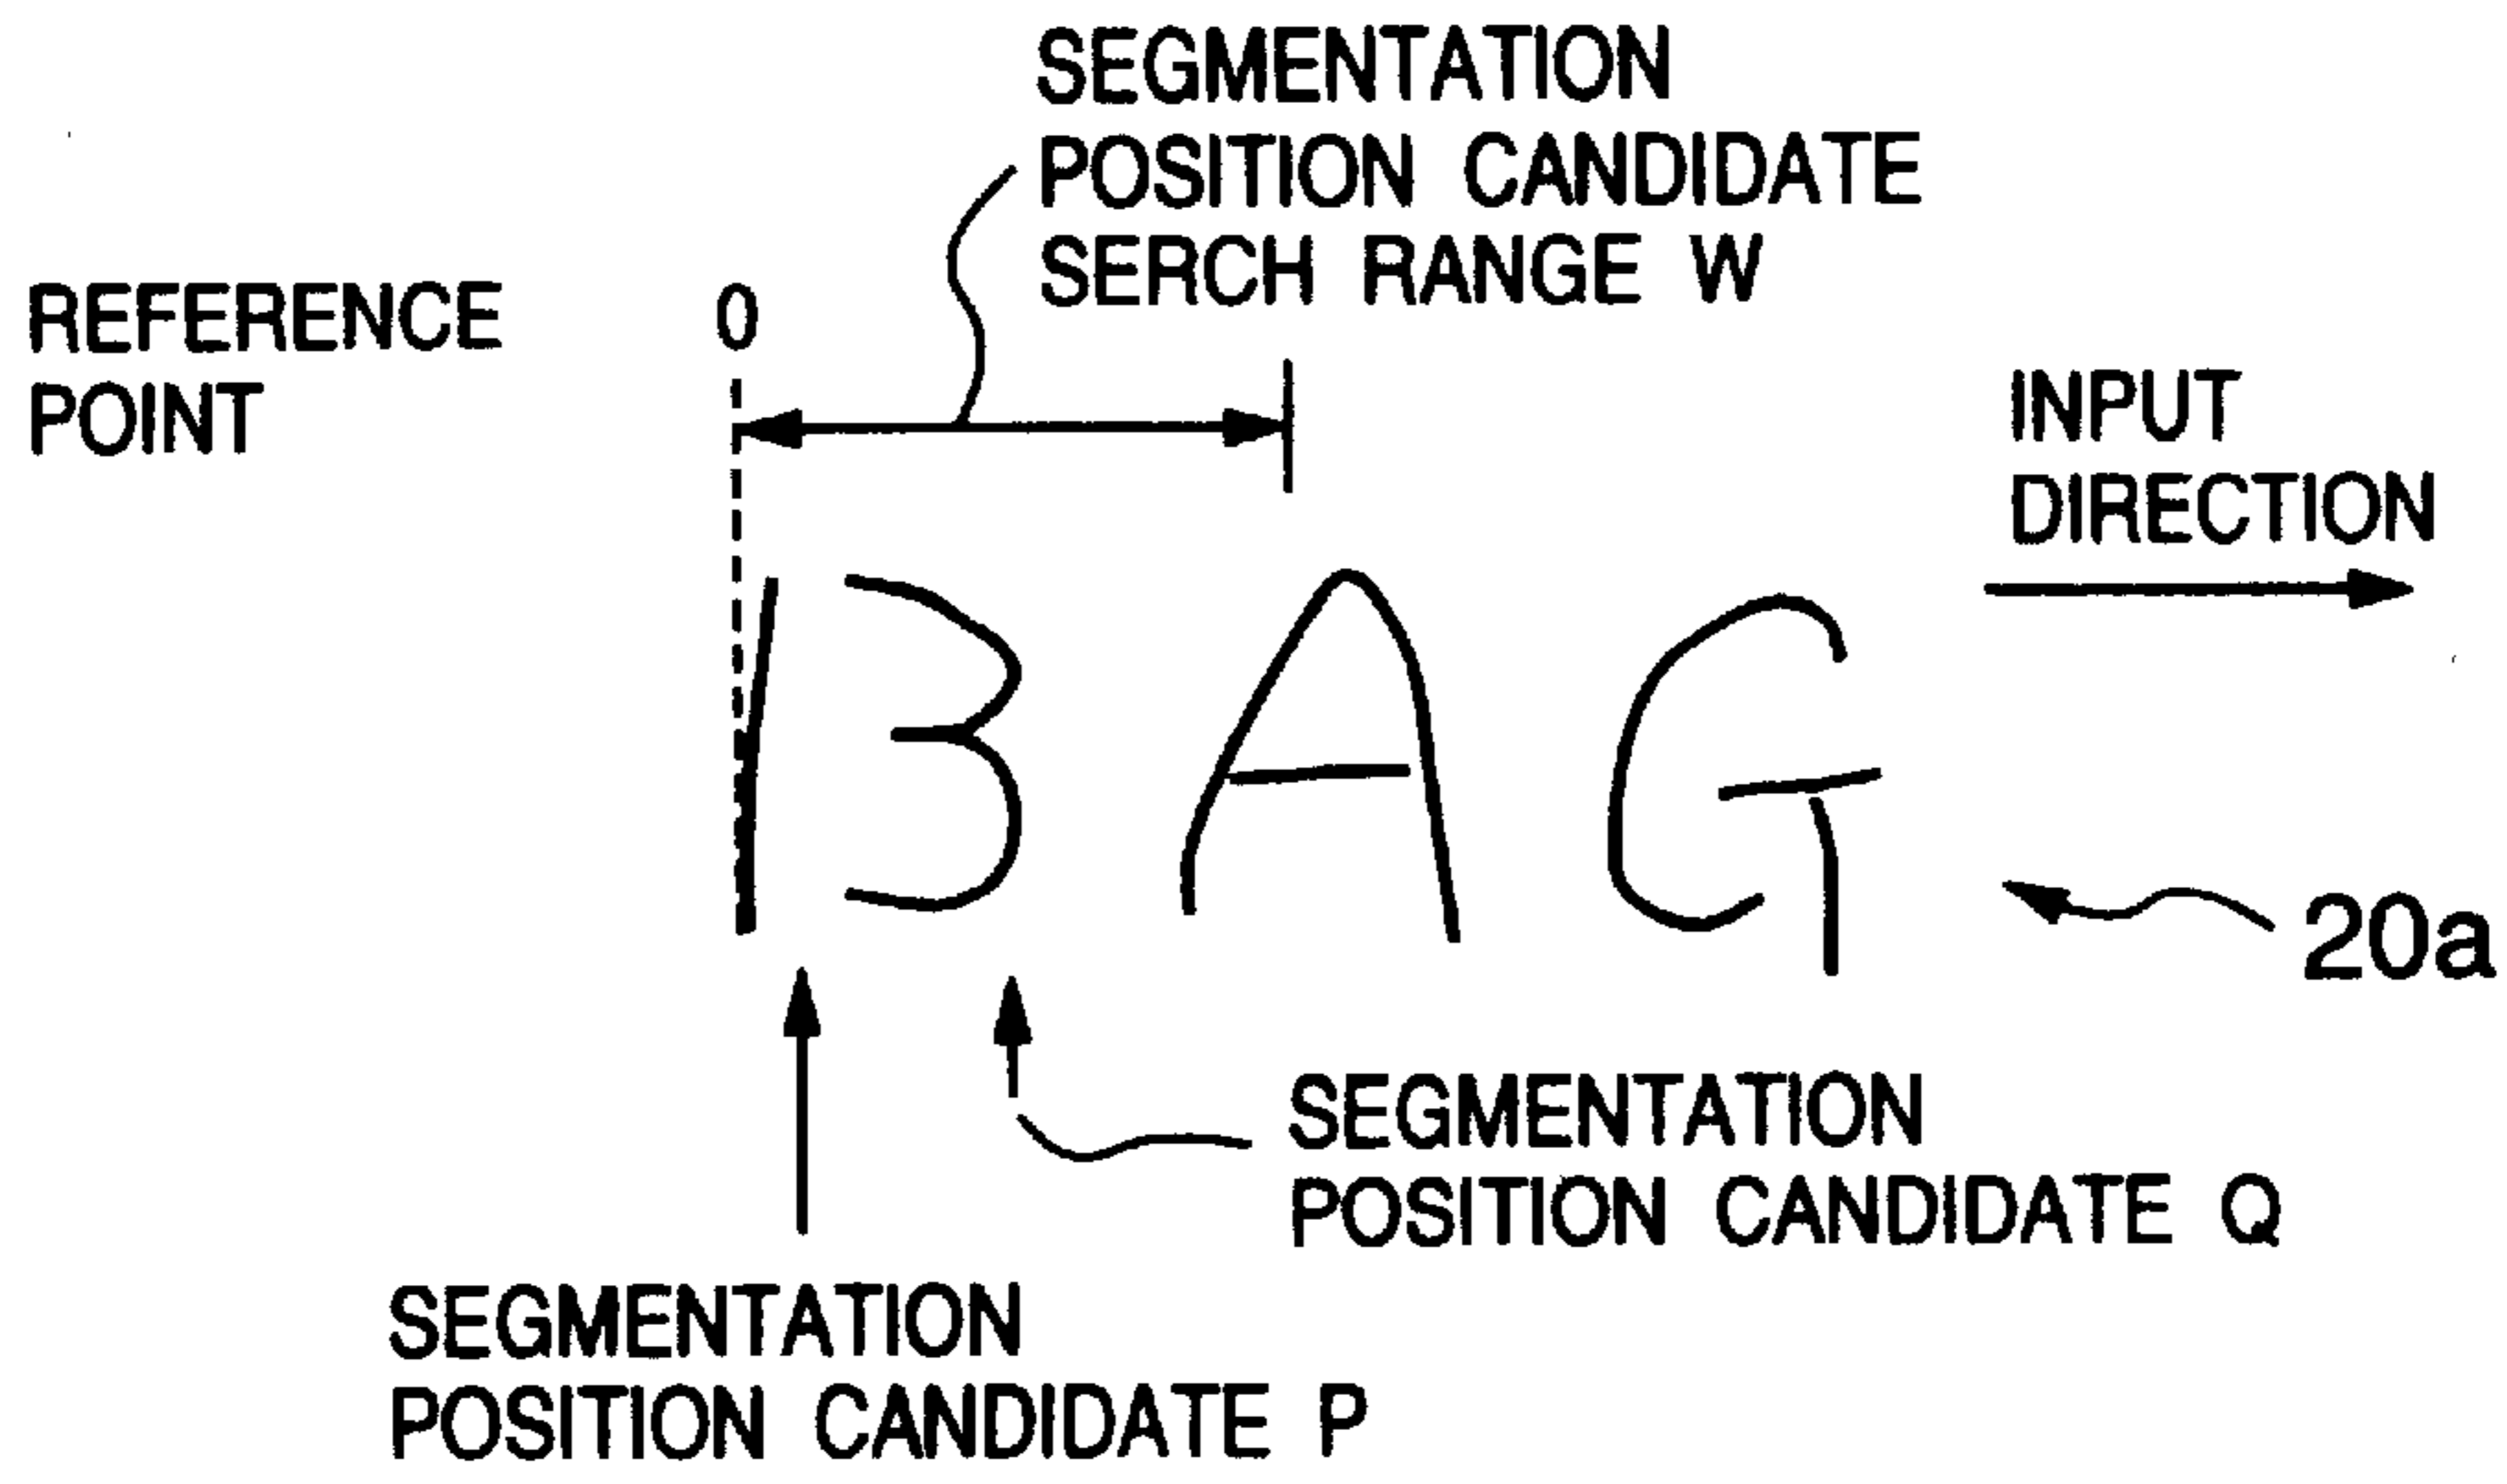 SEGMENTATION
POSITION CANDIDATE
SERCH RANGE W
REFERENCE
POINT
0
INPUT
DIRECTION
BAG
20a
SEGMENTATION
POSITION CANDIDATE Q
SEGMENTATION
POSITION CANDIDATE P